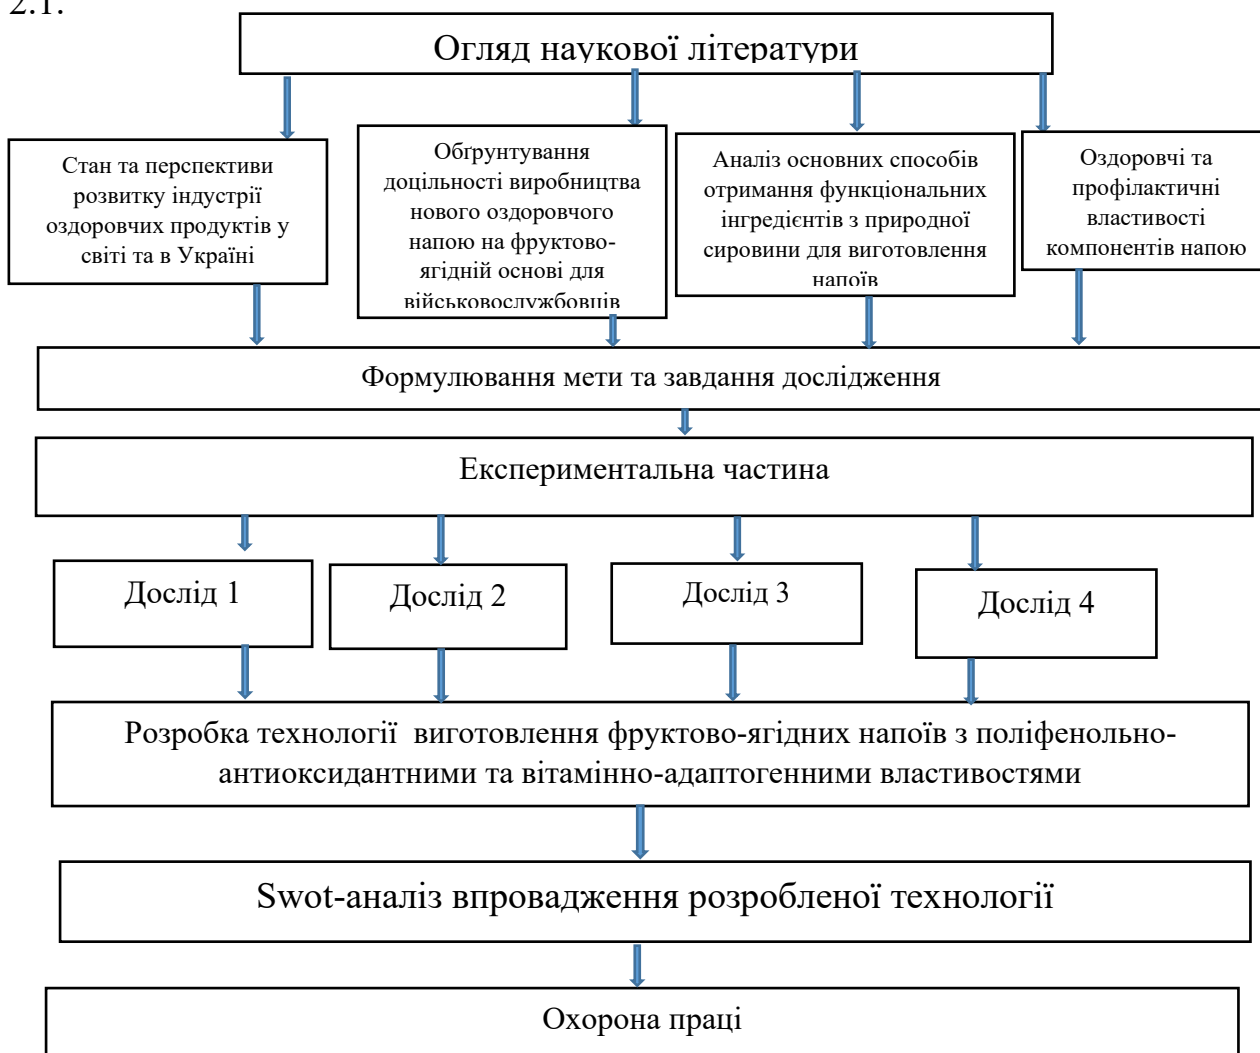 2.1.
Огляд наукової літератури
Стан та перспективи
розвитку індустрії
оздоровчих продуктів у
світі та в Україні
Обґрунтування
доцільності виробництва
нового оздоровчого
напою на фруктово-
ягідній основі для
військовослужбовців
Аналіз основних способів
отримання функціональних
інгредієнтів з природної
сировини для виготовлення
напоїв
Оздоровчі та
профілактичні
властивості
компонентів напою
Формулювання мети та завдання дослідження
Експериментальна частина
Дослід 1
Дослід 2
Дослід 3
Дослід 4
Розробка технології виготовлення фруктово-ягідних напоїв з поліфенольно-
антиоксидантними та вітамінно-адаптогенними властивостями
Swot-аналіз впровадження розробленої технології
Охорона праці